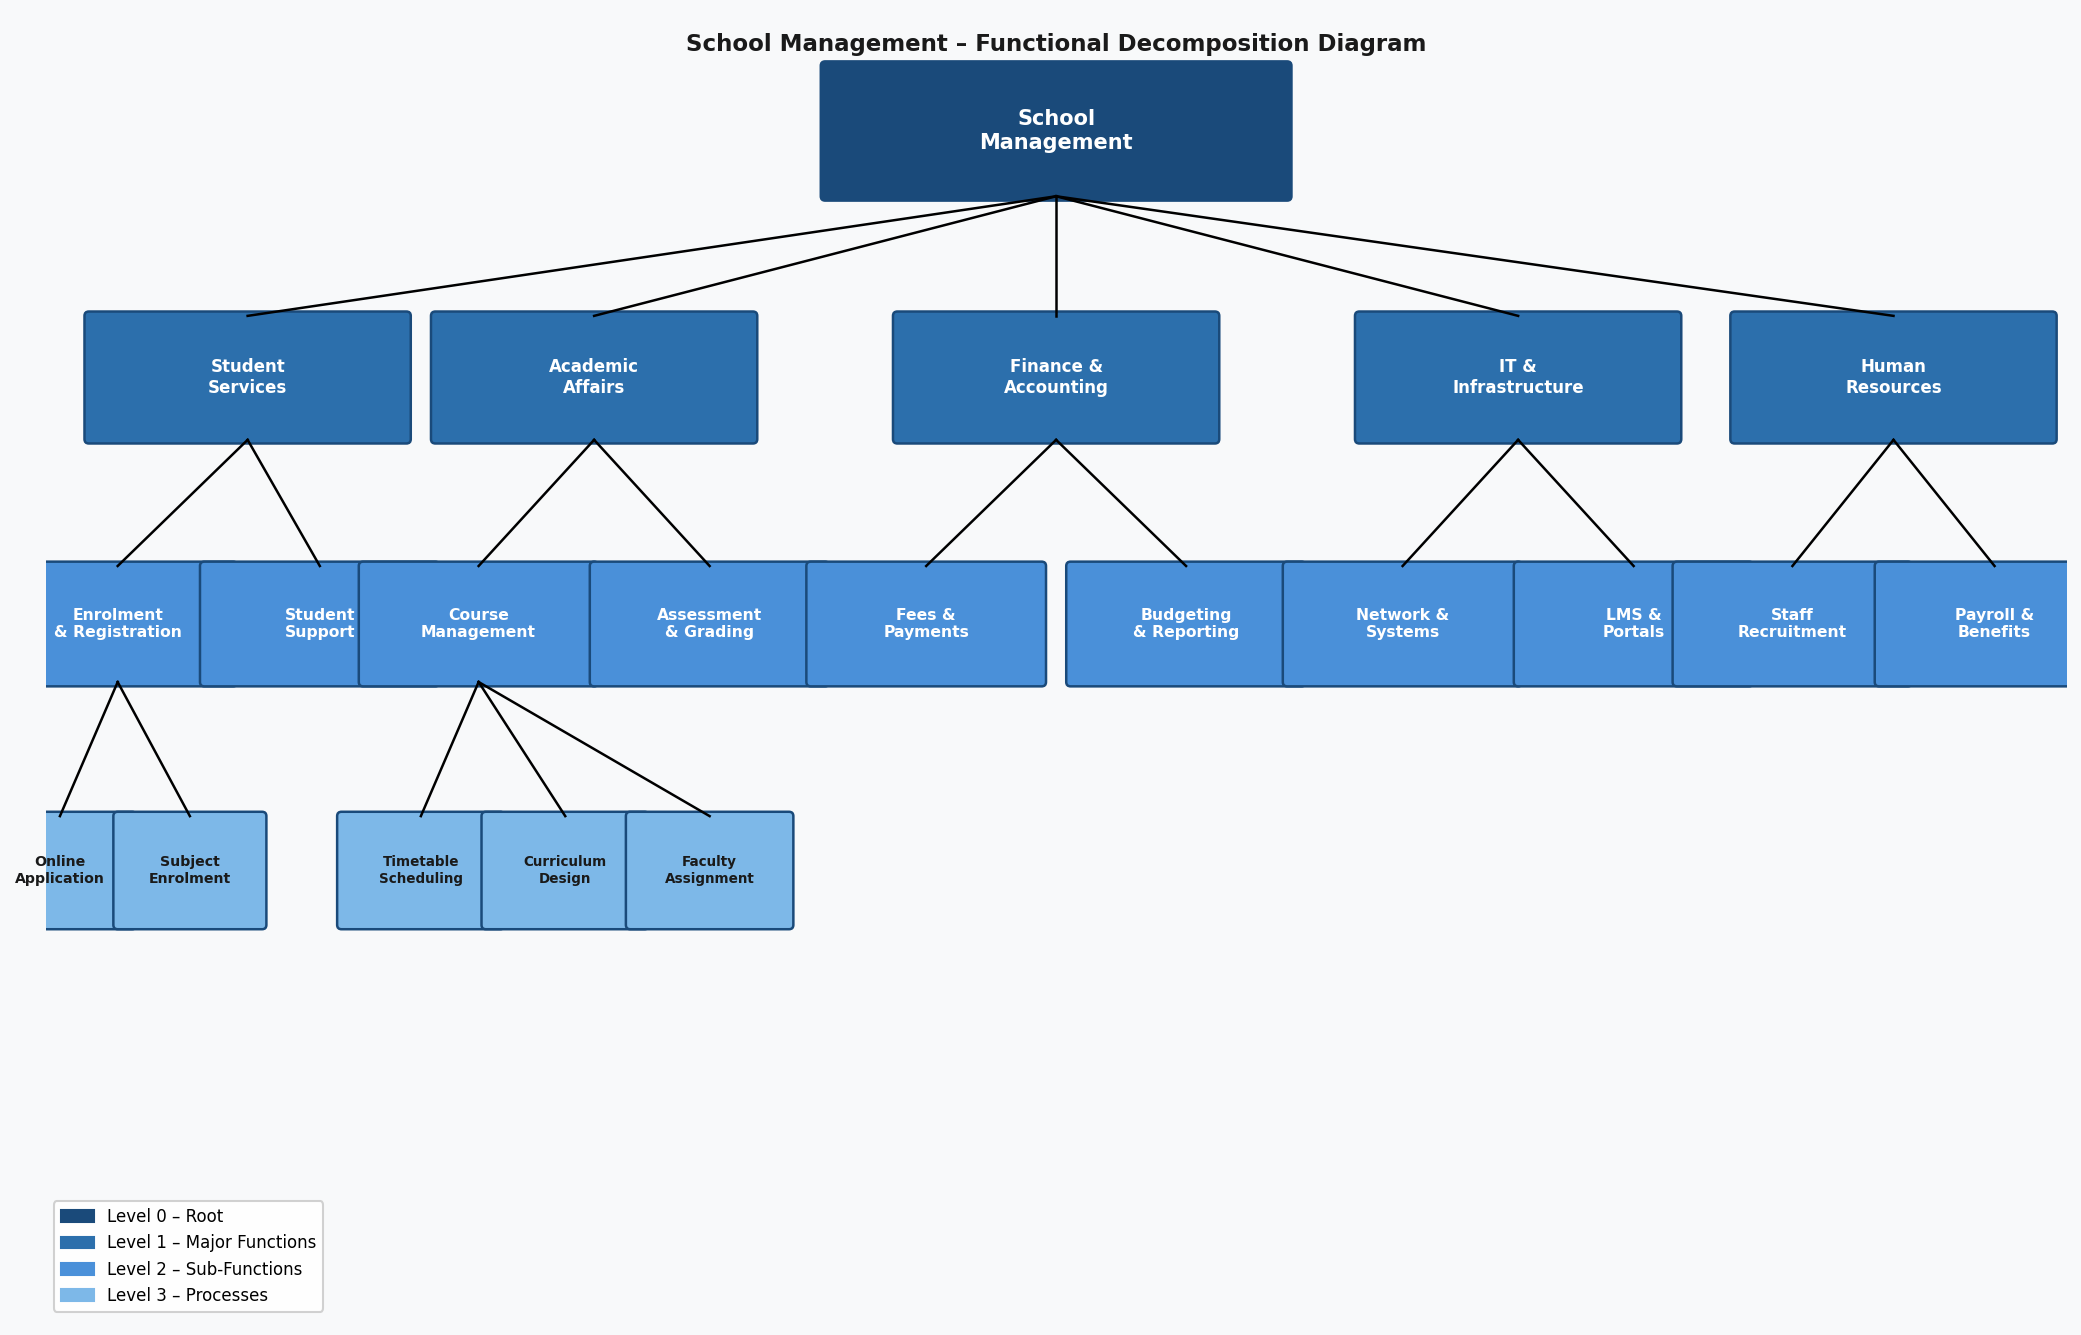 School Management – Functional Decomposition Diagram
School
Management
Student
Services
Academic
Affairs
Finance &
Accounting
IT &
Infrastructure
Human
Resources
Enrolment
& Registration
Student
Support
Course
Management
Assessment
& Grading
Fees &
Payments
Budgeting
& Reporting
Network &
Systems
LMS &
Portals
Staff
Recruitment
Payroll &
Benefits
Online
Application
Subject
Enrolment
Timetable
Scheduling
Curriculum
Design
Faculty
Assignment
Level 0 – Root
Level 1 – Major Functions
Level 2 – Sub-Functions
Level 3 – Processes